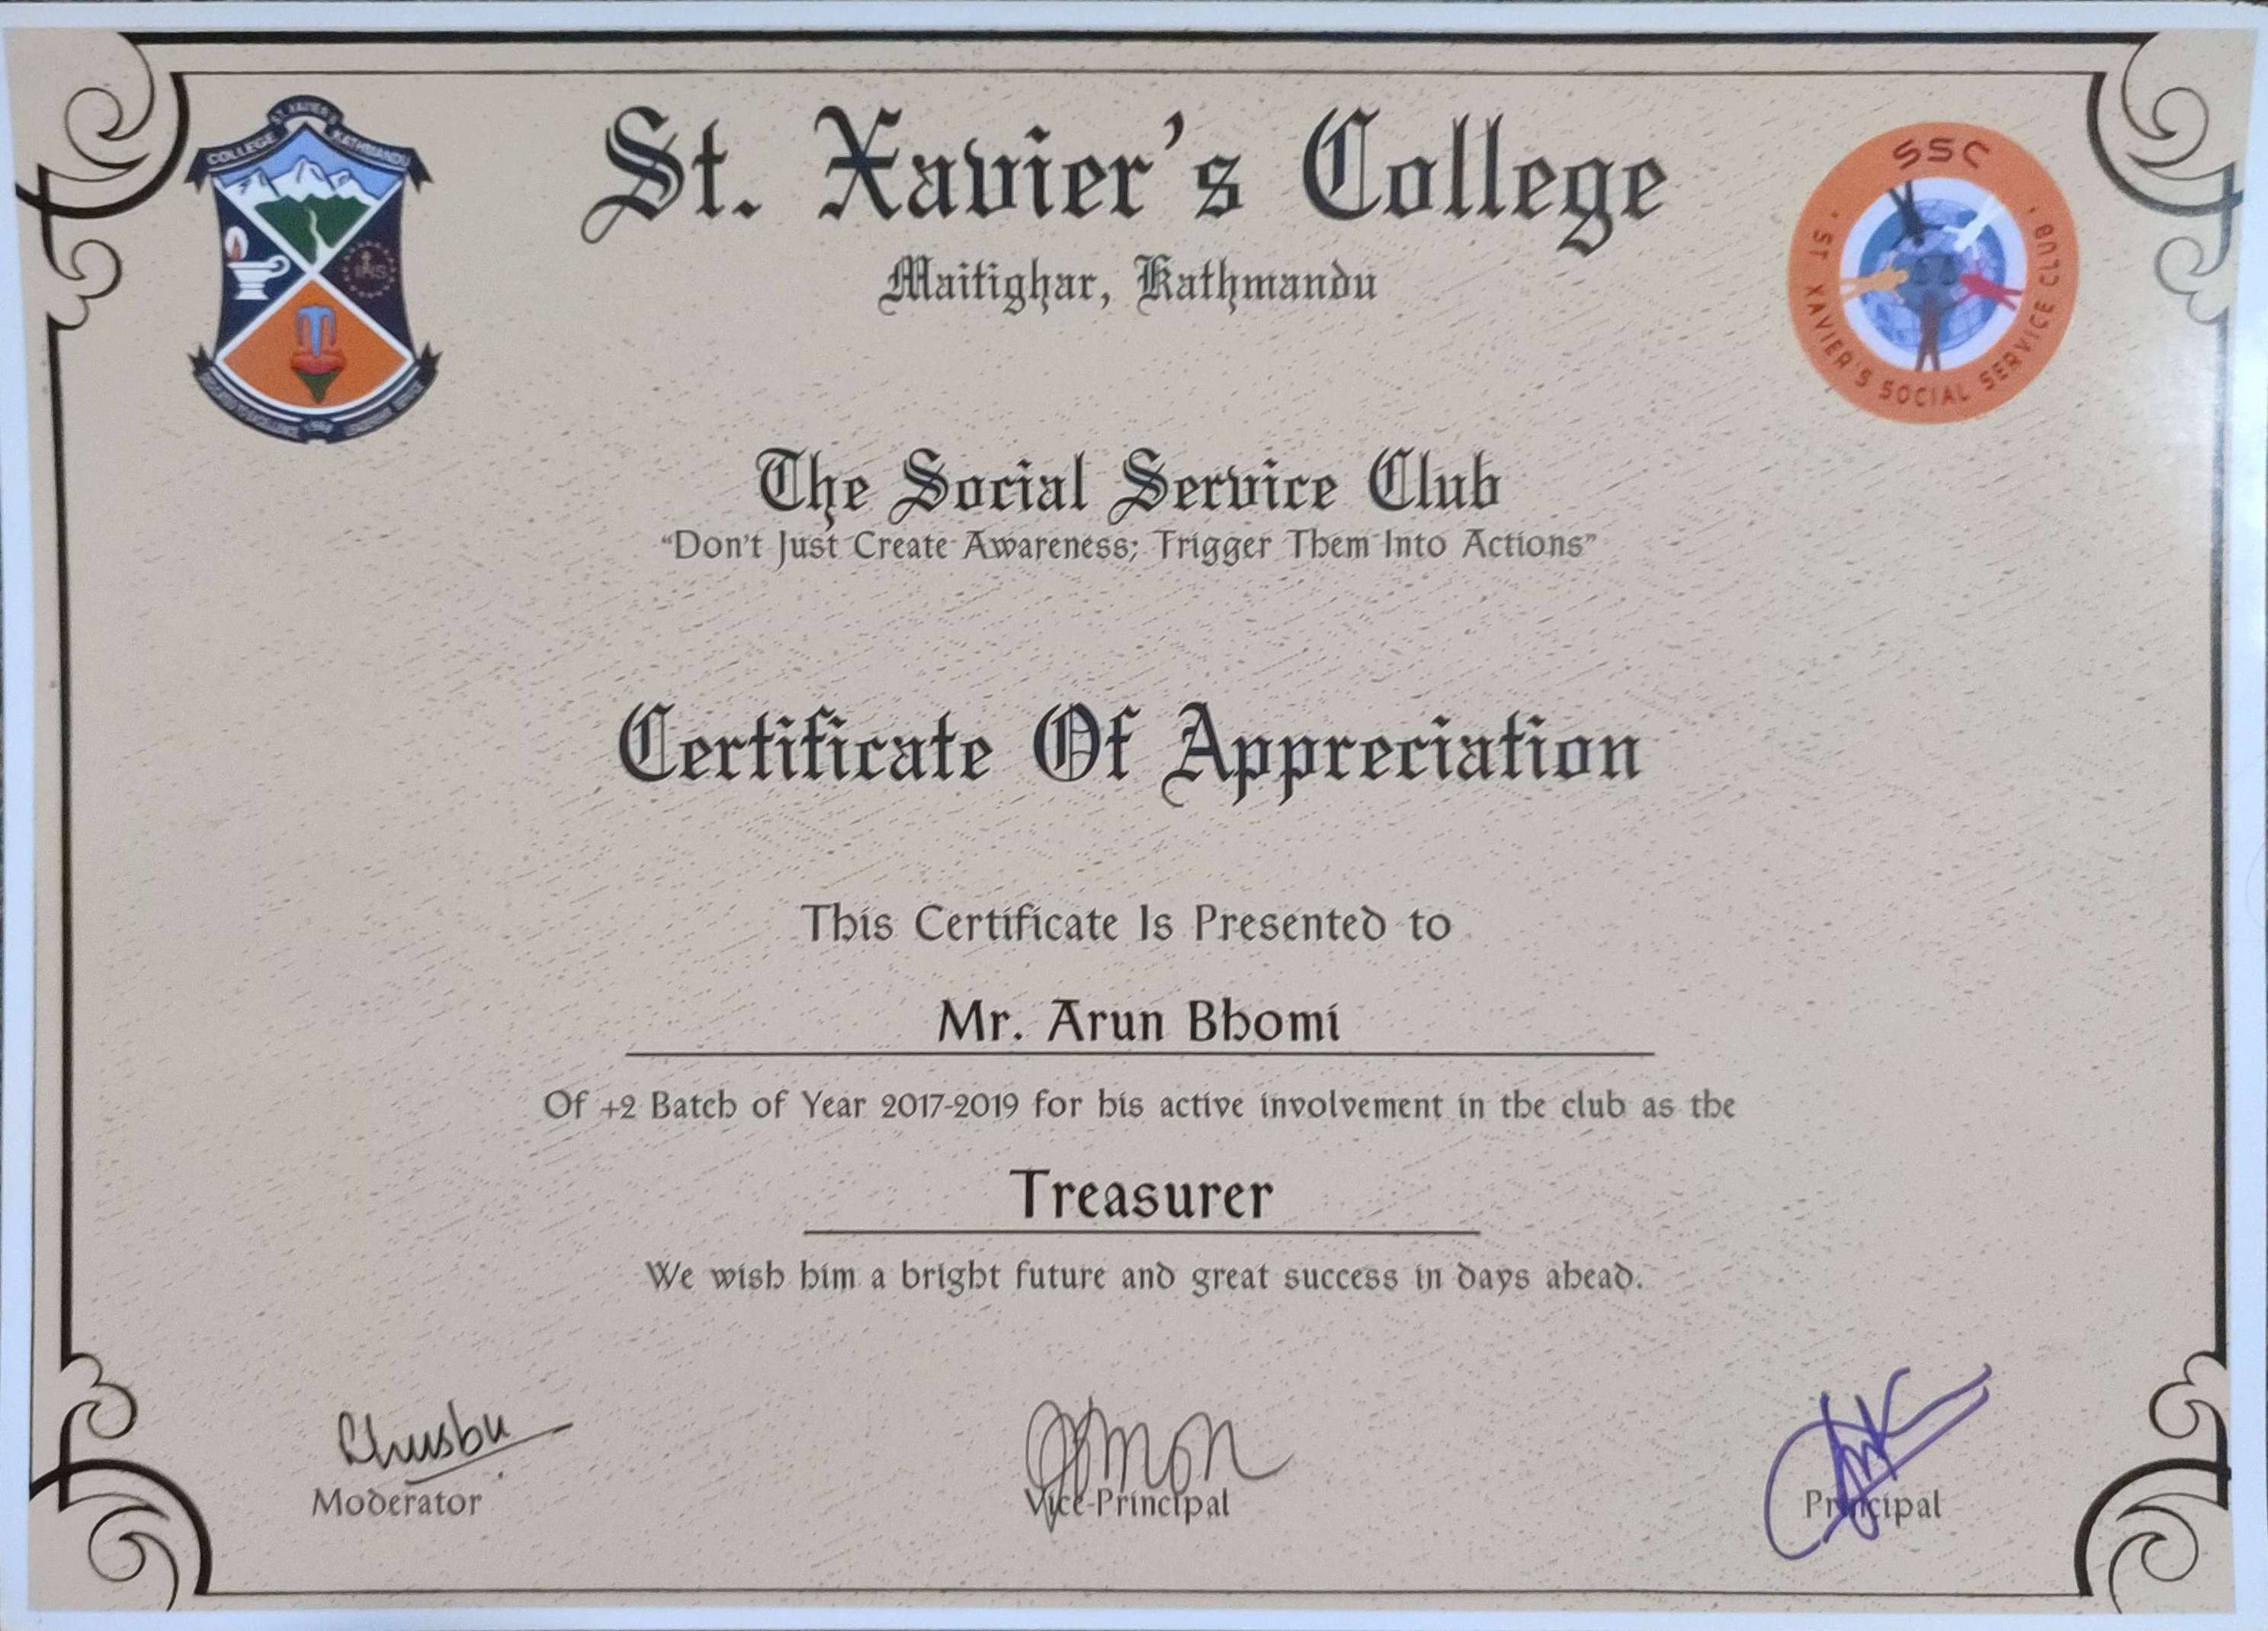 ST. XAVIER'S
COLLEGE KATHMANDU
IHS
1988
St. Xavier's College
Maitighar, Kathmandu
SSC
· ST XAVIER'S SOCIAL SERVICE CLUB ·
The Social Service Club
“Don't Just Create Awareness; Trigger Them Into Actions”
Certificate Of Appreciation
This Certificate Is Presented to
Mr. Arun Bhomi
Of +2 Batch of Year 2017-2019 for his active involvement in the club as the
Treasurer
We wish him a bright future and great success in days ahead.
Moderator
Vice-Principal
Principal